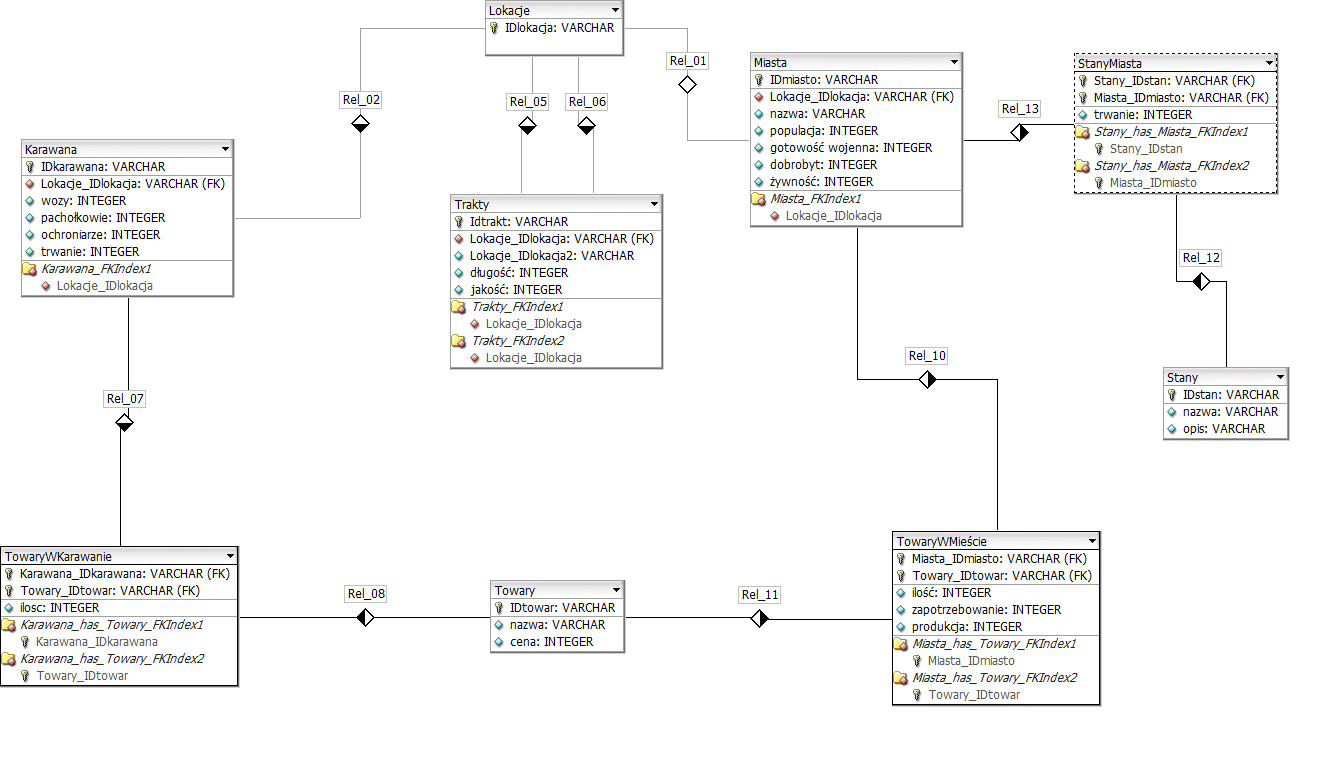 Lokacje
IDlokacja: VARCHAR
Rel_01
Rel_02
Rel_05
Rel_06
Miasta
IDmiasto: VARCHAR
Lokacje_IDlokacja: VARCHAR (FK)
nazwa: VARCHAR
populacja: INTEGER
gotowość wojenna: INTEGER
dobrobyt: INTEGER
żywność: INTEGER
Miasta_FKIndex1
Lokacje_IDlokacja
Rel_13
StanyMiasta
Stany_IDstan: VARCHAR (FK)
Miasta_IDmiasto: VARCHAR (FK)
trwanie: INTEGER
Stany_has_Miasta_FKIndex1
Stany_IDstan
Stany_has_Miasta_FKIndex2
Miasta_IDmiasto
Karawana
IDkarawana: VARCHAR
Lokacje_IDlokacja: VARCHAR (FK)
wozy: INTEGER
pachołkowie: INTEGER
ochroniarze: INTEGER
trwanie: INTEGER
Karawana_FKIndex1
Lokacje_IDlokacja
Trakty
Idtrakt: VARCHAR
Lokacje_IDlokacja: VARCHAR (FK)
Lokacje_IDlokacja2: VARCHAR
długość: INTEGER
jakość: INTEGER
Trakty_FKIndex1
Lokacje_IDlokacja
Trakty_FKIndex2
Lokacje_IDlokacja
Rel_12
Rel_10
Stany
IDstan: VARCHAR
nazwa: VARCHAR
opis: VARCHAR
Rel_07
TowaryWKarawanie
Karawana_IDkarawana: VARCHAR (FK)
Towary_IDtowar: VARCHAR (FK)
ilosc: INTEGER
Karawana_has_Towary_FKIndex1
Karawana_IDkarawana
Karawana_has_Towary_FKIndex2
Towary_IDtowar
Rel_08
Towary
IDtowar: VARCHAR
nazwa: VARCHAR
cena: INTEGER
Rel_11
TowaryWMieście
Miasta_IDmiasto: VARCHAR (FK)
Towary_IDtowar: VARCHAR (FK)
ilość: INTEGER
zapotrzebowanie: INTEGER
produkcja: INTEGER
Miasta_has_Towary_FKIndex1
Miasta_IDmiasto
Miasta_has_Towary_FKIndex2
Towary_IDtowar